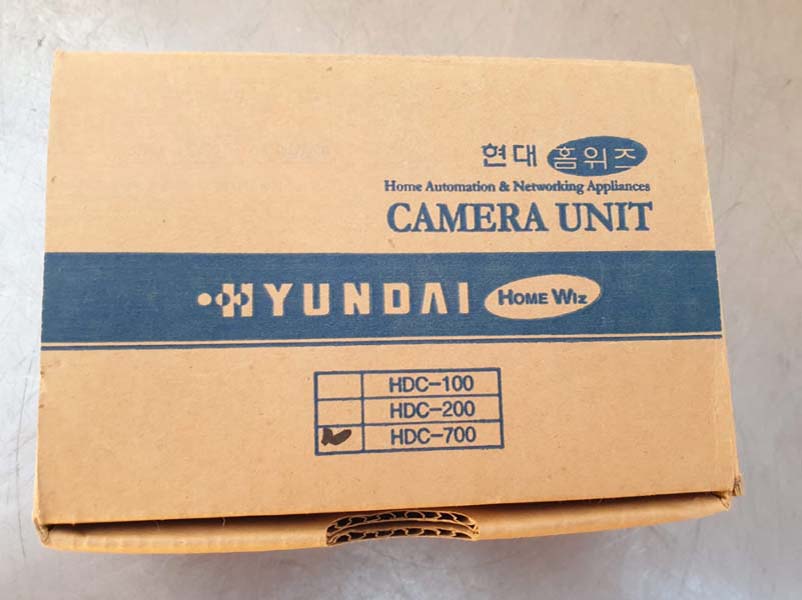 현대 홈위즈
Home Automation & Networking Appliances
CAMERA UNIT
HYUNDAI HOME WIZ
HDC-100
HDC-200
HDC-700